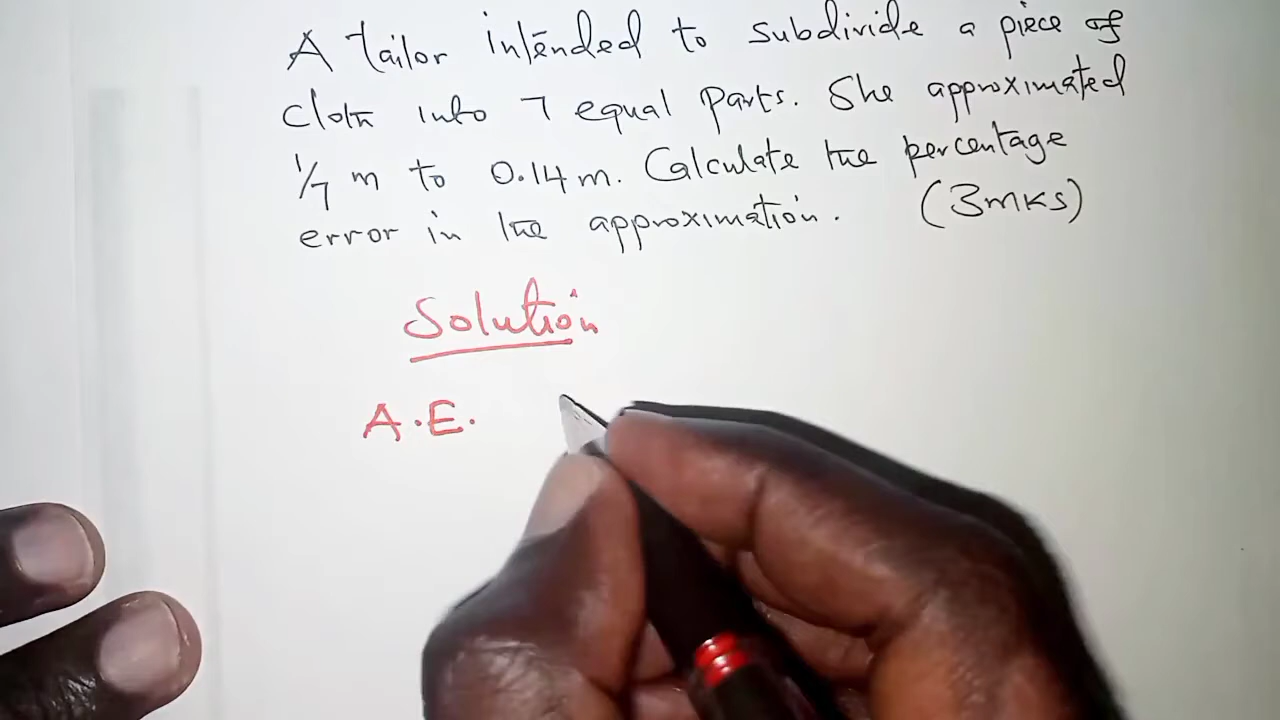 A tailor intended to subdivide a piece of
cloth into 7 equal parts. She approximated
1/7 m to 0.14m. Calculate the percentage
error in the approximation. (3mks)
Solution
A.E.